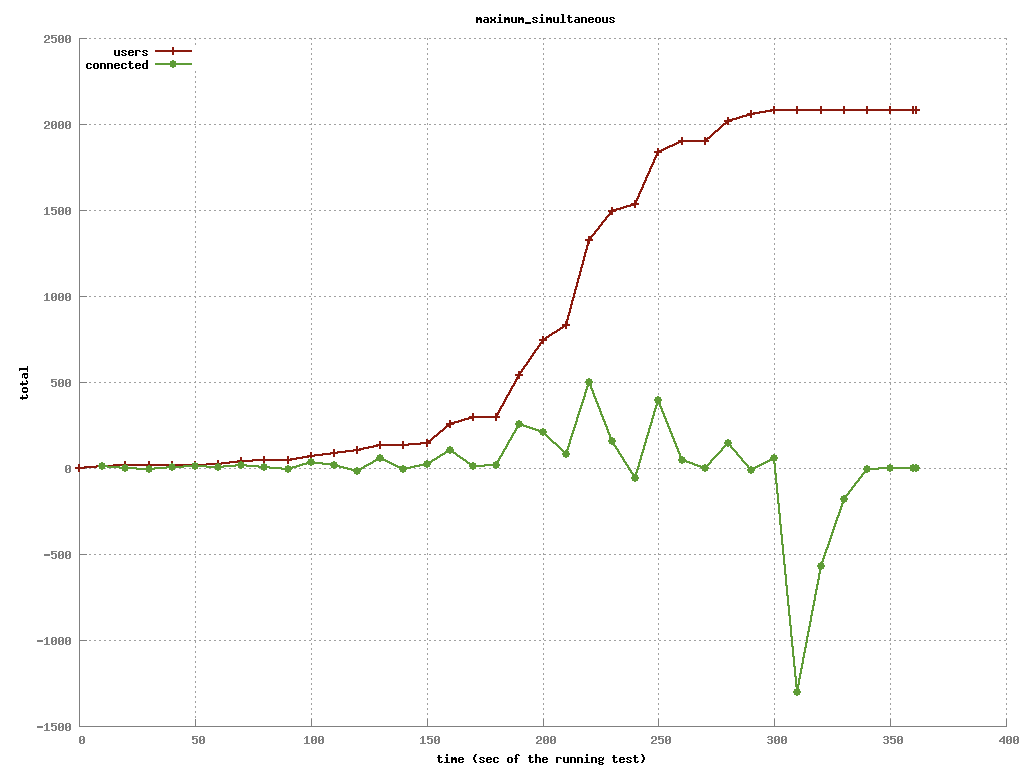 maximum_simultaneous
2500
users
connected
2000
1500
1000
total
500
0
-500
-1000
-1500
0 50 100 150 200 250 300 350 400
time (sec of the running test)